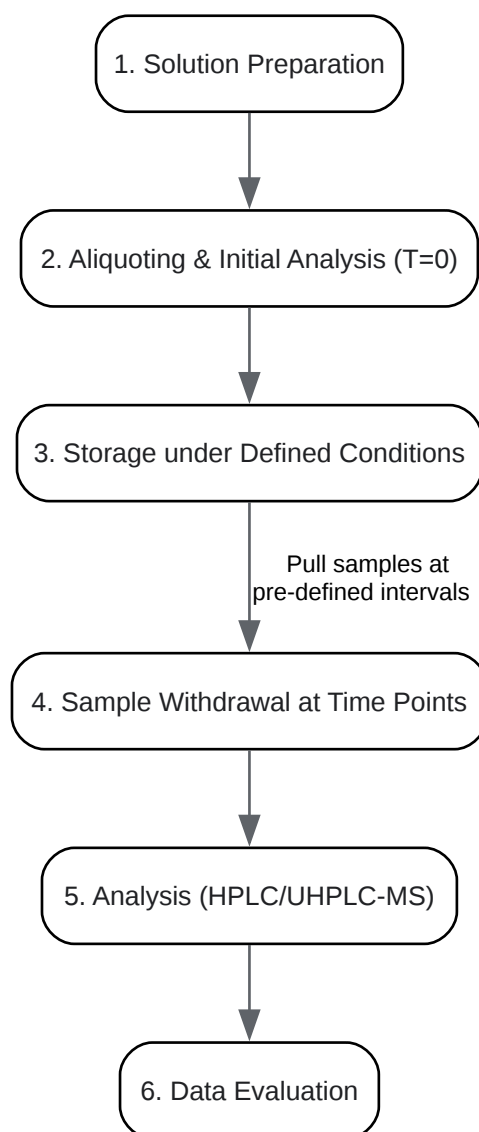 1. Solution Preparation
2. Aliquoting & Initial Analysis (T=0)
3. Storage under Defined Conditions
Pull samples at
pre-defined intervals
4. Sample Withdrawal at Time Points
5. Analysis (HPLC/UHPLC-MS)
6. Data Evaluation